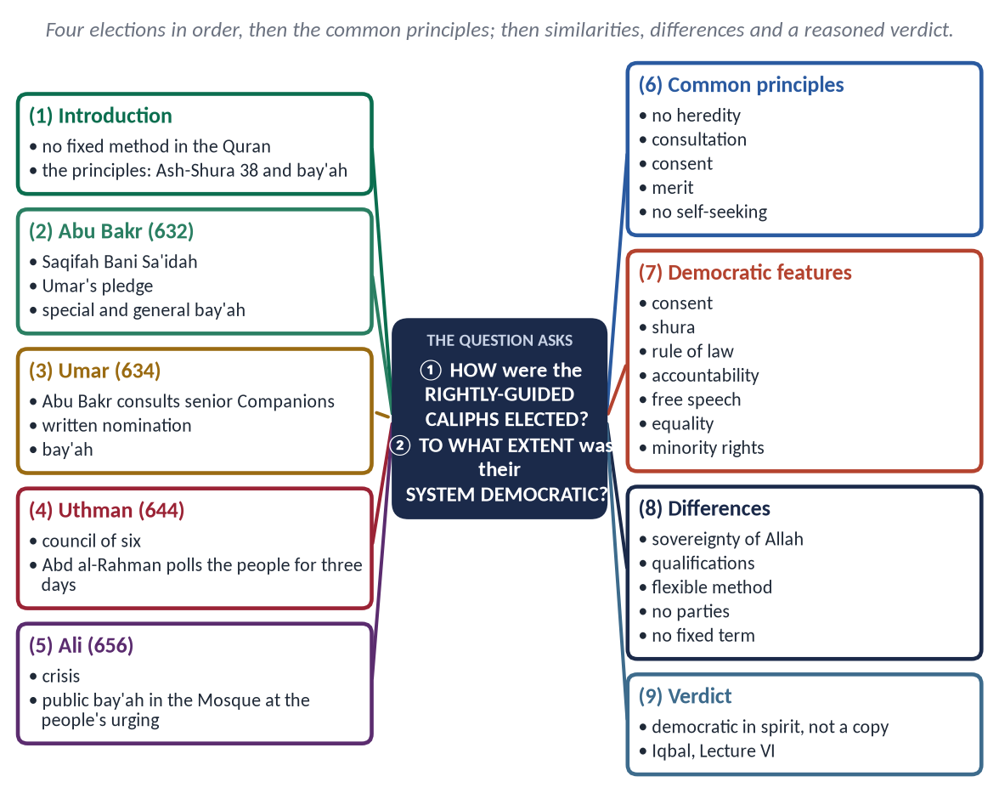 Four elections in order, then the common principles; then similarities, differences and a reasoned verdict.
(1) Introduction
• no fixed method in the Quran
• the principles: Ash-Shura 38 and bay'ah
(2) Abu Bakr (632)
• Saqifah Bani Sa'idah
• Umar's pledge
• special and general bay'ah
(3) Umar (634)
• Abu Bakr consults senior Companions
• written nomination
• bay'ah
(4) Uthman (644)
• council of six
• Abd al-Rahman polls the people for three
days
(5) Ali (656)
• crisis
• public bay'ah in the Mosque at the
people's urging
THE QUESTION ASKS
① HOW were the
RIGHTLY-GUIDED
CALIPHS ELECTED?
② TO WHAT EXTENT was
their
SYSTEM DEMOCRATIC?
(6) Common principles
• no heredity
• consultation
• consent
• merit
• no self-seeking
(7) Democratic features
• consent
• shura
• rule of law
• accountability
• free speech
• equality
• minority rights
(8) Differences
• sovereignty of Allah
• qualifications
• flexible method
• no parties
• no fixed term
(9) Verdict
• democratic in spirit, not a copy
• Iqbal, Lecture VI